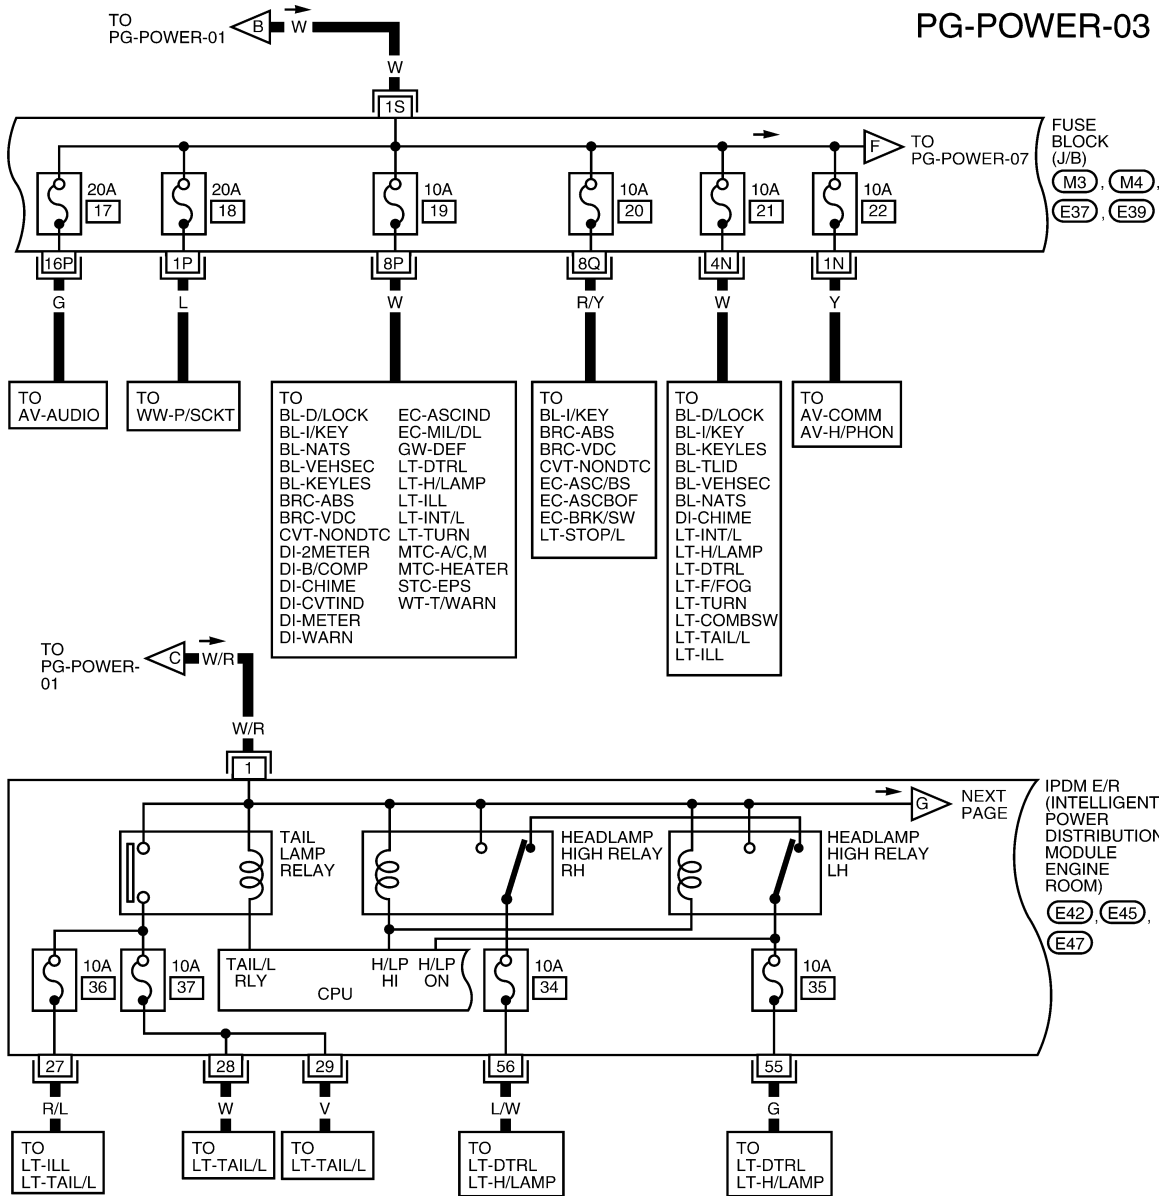 TO
PG-POWER-01
B
W
PG-POWER-03
W
1S
F
TO
PG-POWER-07
FUSE
BLOCK
(J/B)
M3 , M4 ,
E37 , E39
20A
17
20A
18
10A
19
10A
20
10A
21
10A
22
16P
1P
8P
8Q
4N
1N
G
L
W
R/Y
W
Y
TO
AV-AUDIO
TO
WW-P/SCKT
TO
BL-D/LOCK
BL-I/KEY
BL-NATS
BL-VEHSEC
BL-KEYLES
BRC-ABS
BRC-VDC
CVT-NONDTC
DI-2METER
DI-B/COMP
DI-CHIME
DI-CVTIND
DI-METER
DI-WARN
EC-ASCIND
EC-MIL/DL
GW-DEF
LT-DTRL
LT-H/LAMP
LT-ILL
LT-INT/L
LT-TURN
MTC-A/C,M
MTC-HEATER
STC-EPS
WT-T/WARN
TO
BL-I/KEY
BRC-ABS
BRC-VDC
CVT-NONDTC
EC-ASC/BS
EC-ASCBOF
EC-BRK/SW
LT-STOP/L
TO
BL-D/LOCK
BL-I/KEY
BL-KEYLES
BL-TLID
BL-VEHSEC
BL-NATS
DI-CHIME
LT-INT/L
LT-H/LAMP
LT-DTRL
LT-F/FOG
LT-TURN
LT-COMBSW
LT-TAIL/L
LT-ILL
TO
AV-COMM
AV-H/PHON
TO
PG-POWER-
01
C
W/R
W/R
1
G
NEXT
PAGE
IPDM E/R
(INTELLIGENT
POWER
DISTRIBUTION
MODULE
ENGINE
ROOM)
E42 , E45 ,
E47
TAIL
LAMP
RELAY
HEADLAMP
HIGH RELAY
RH
HEADLAMP
HIGH RELAY
LH
10A
36
10A
37
TAIL/L
RLY
H/LP
HI
H/LP
ON
CPU
10A
34
10A
35
27
28
29
56
55
R/L
W
V
L/W
G
TO
LT-ILL
LT-TAIL/L
TO
LT-TAIL/L
TO
LT-TAIL/L
TO
LT-DTRL
LT-H/LAMP
TO
LT-DTRL
LT-H/LAMP